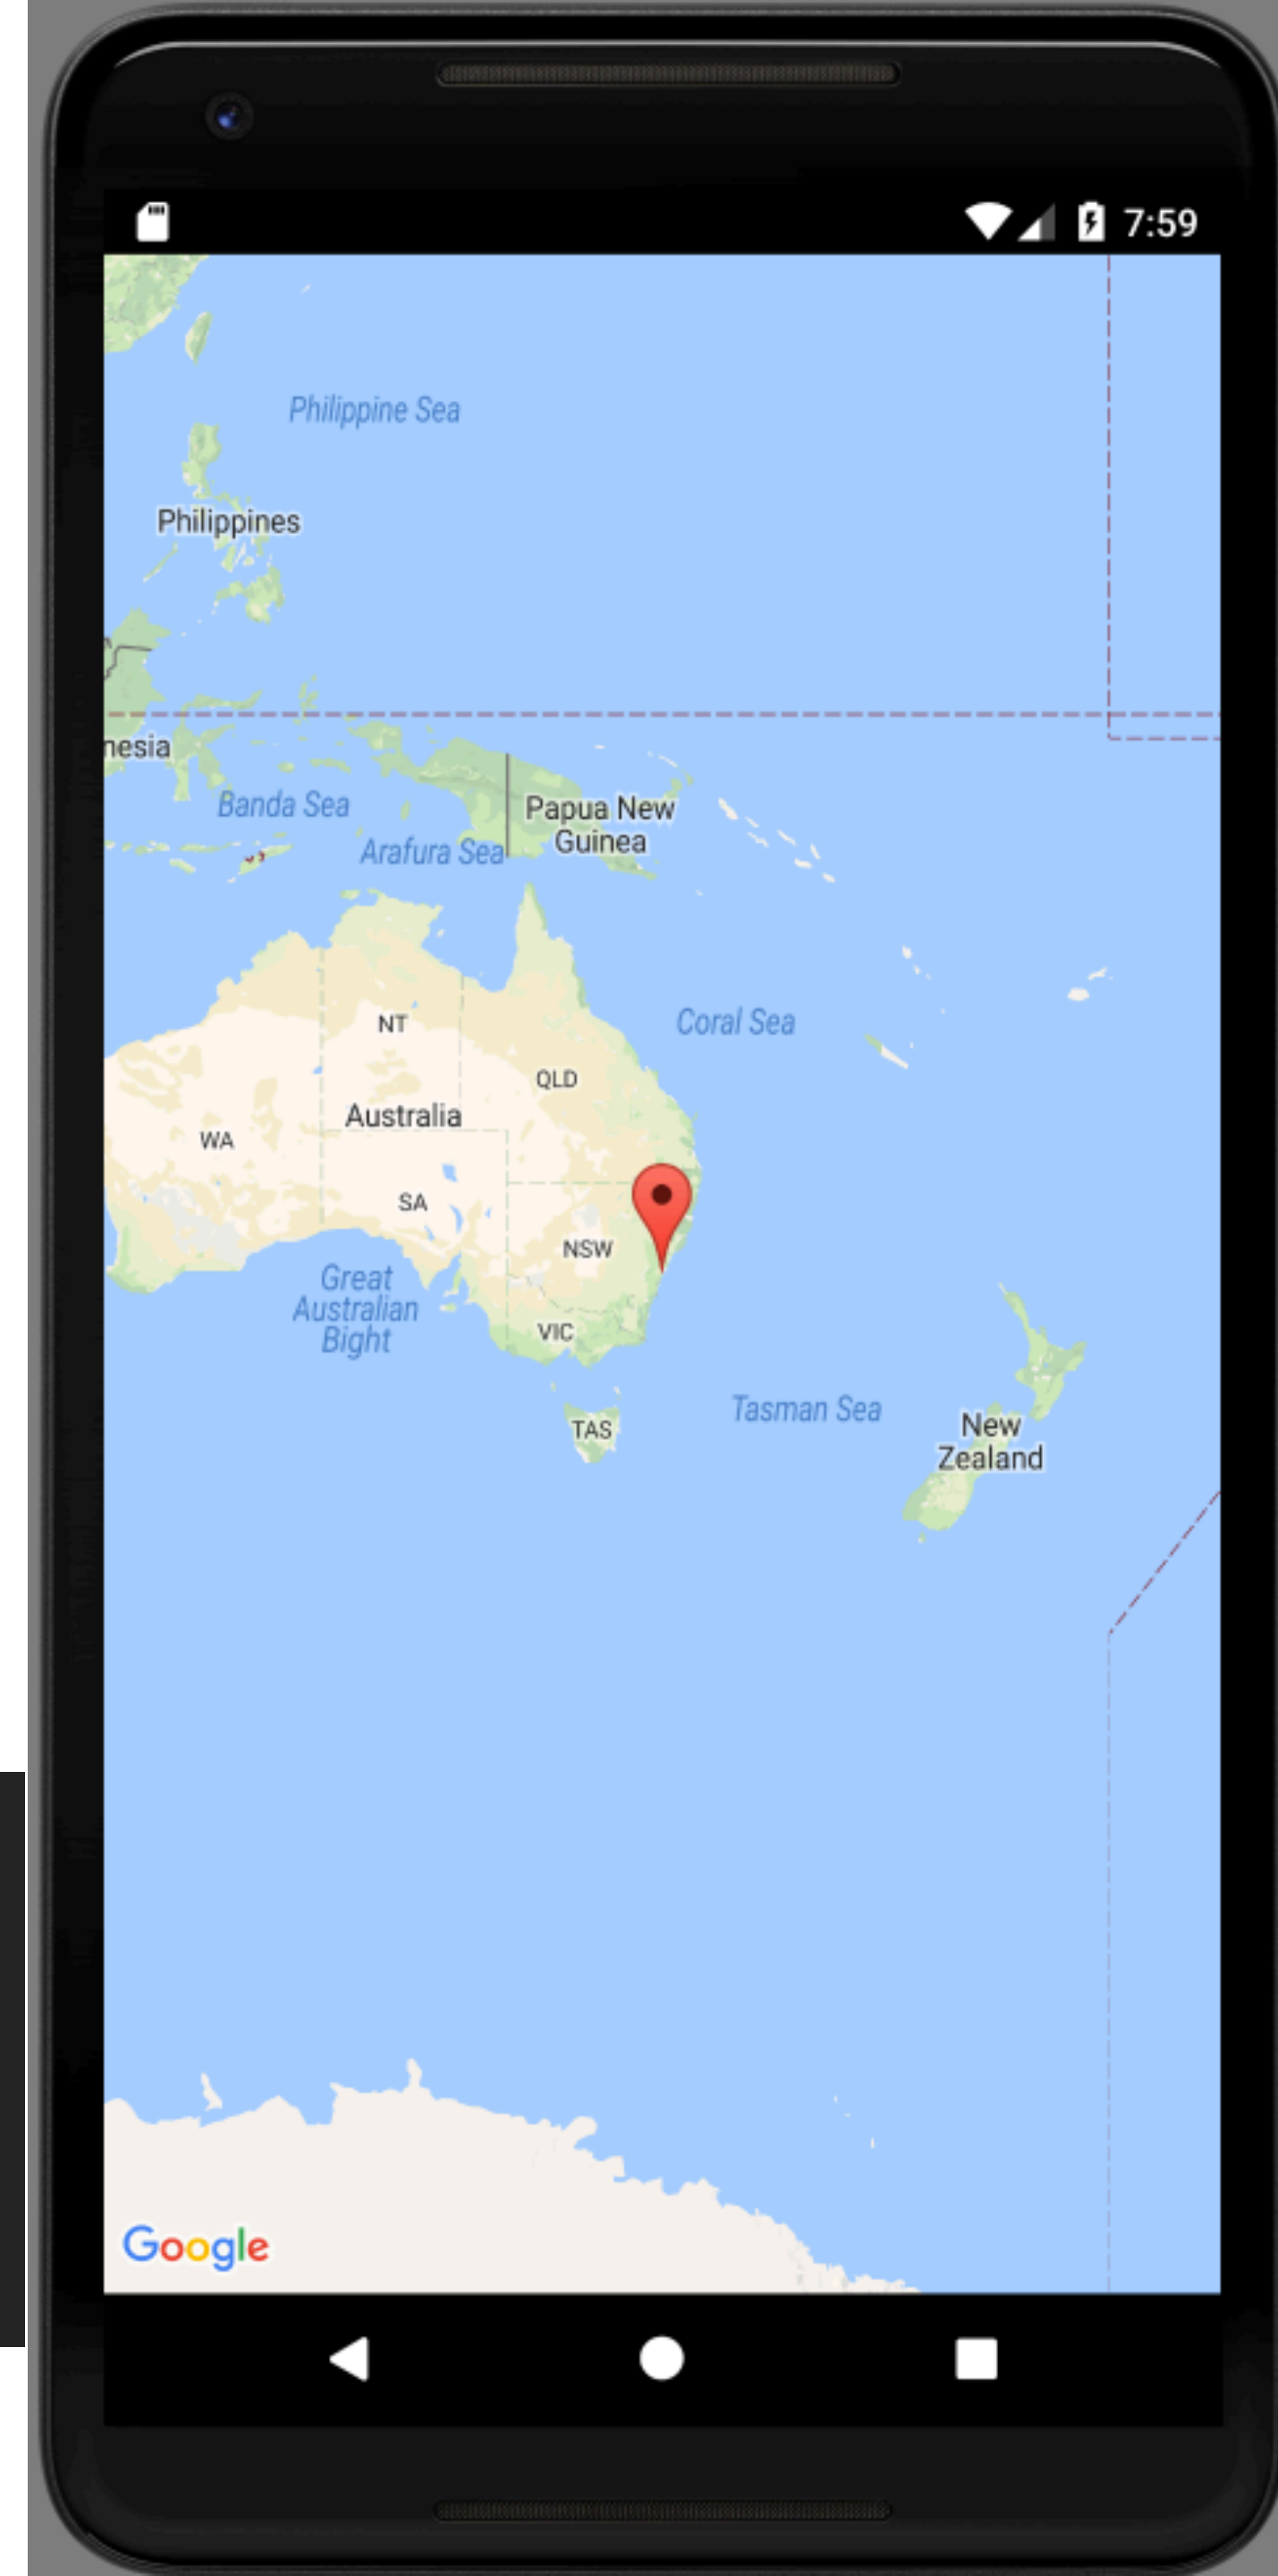 7:59
Philippine Sea
Philippines
nesia
Banda Sea
Papua New
Guinea
Arafura Sea
NT
Coral Sea
QLD
Australia
WA
SA
NSW
Great
Australian
Bight
VIC
Tasman Sea
TAS
New
Zealand
Google